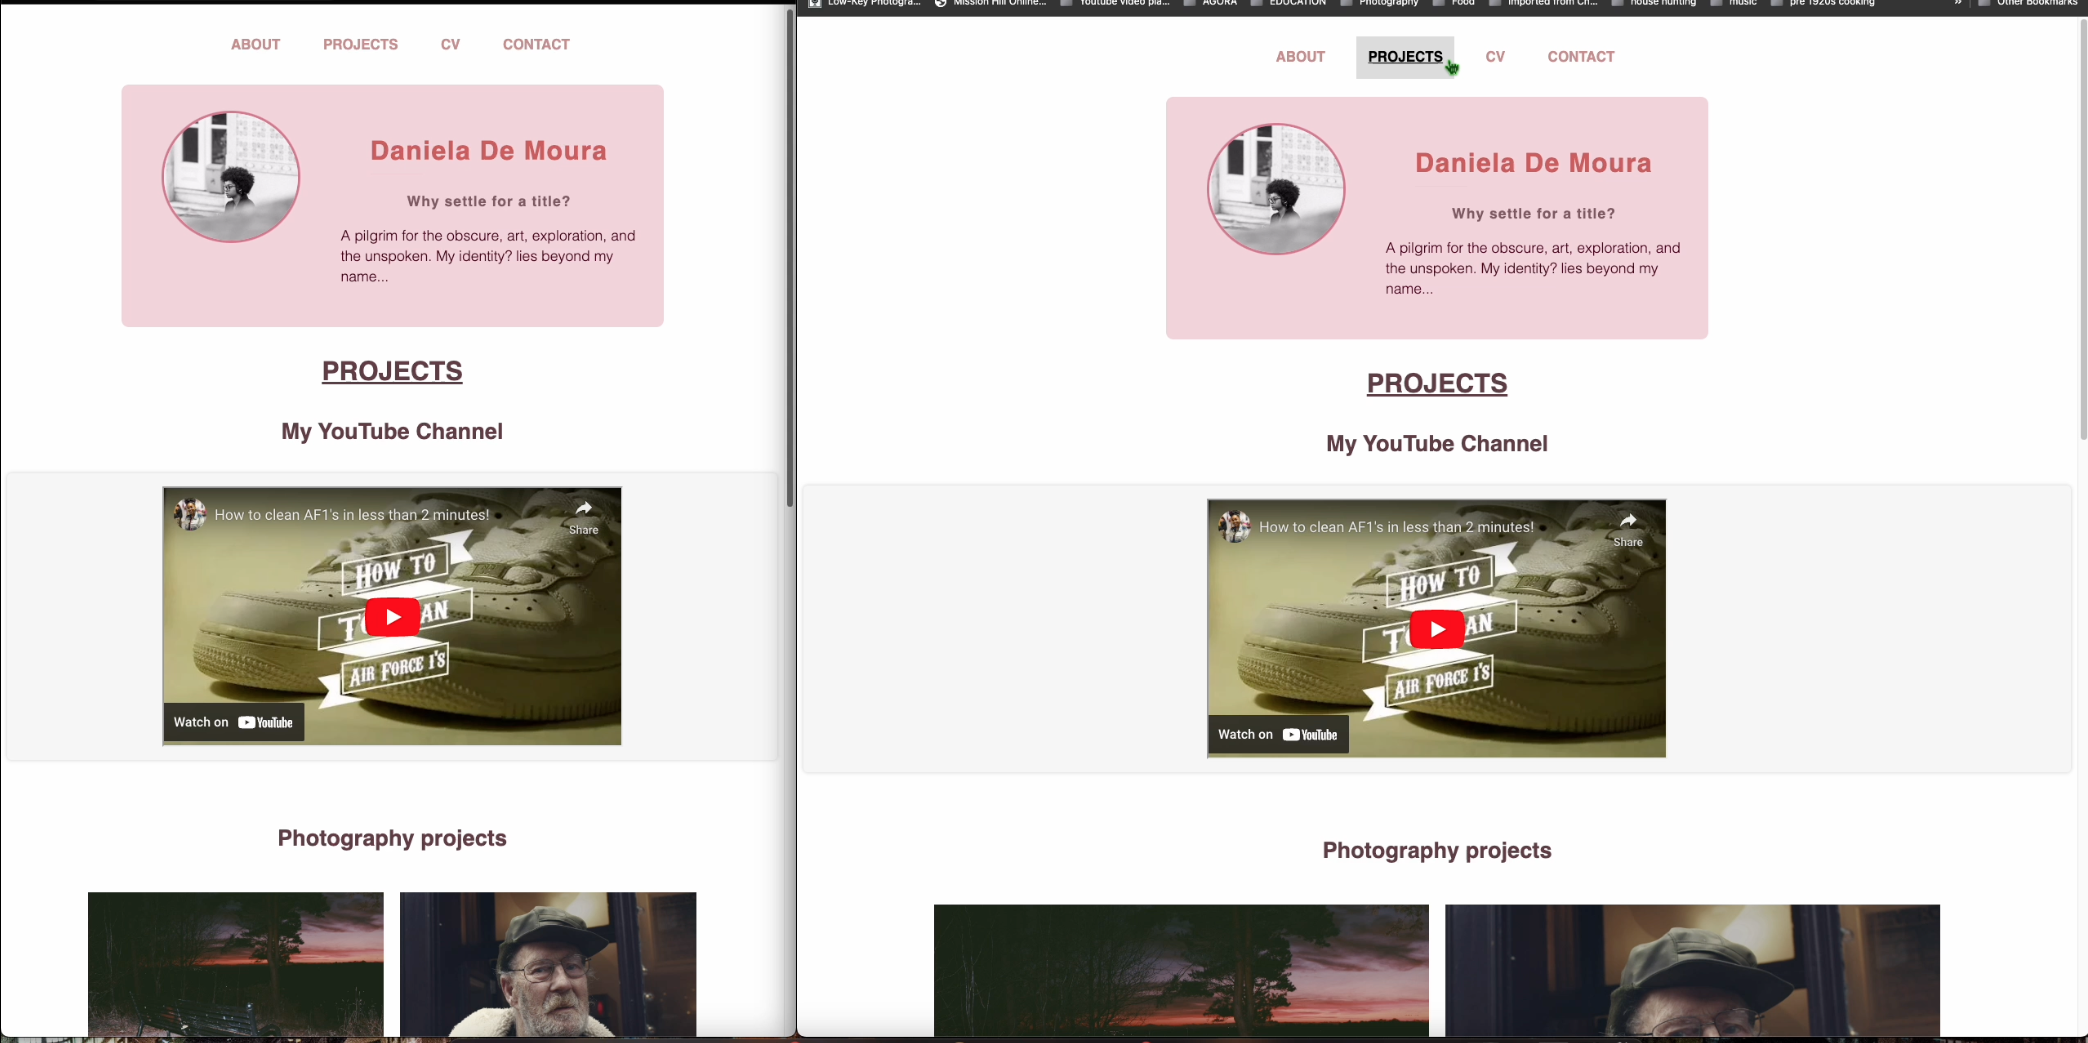 ABOUT PROJECTS CV CONTACT
Daniela De Moura
Why settle for a title?
A pilgrim for the obscure, art, exploration, and
the unspoken. My identity? lies beyond my
name...
PROJECTS
My YouTube Channel
How to clean AF1's in less than 2 minutes!
Share
HOW TO
AN
AIR FORCE 1'S
Watch on YouTube
Photography projects
Low-Key Photogra... Mission Hill Online... Youtube video pla... AGORA EDUCATION Photography Food Imported From Ch... house hunting music pre 1920s cooking » Other Bookmarks
ABOUT PROJECTS CV CONTACT
Daniela De Moura
Why settle for a title?
A pilgrim for the obscure, art, exploration, and
the unspoken. My identity? lies beyond my
name...
PROJECTS
My YouTube Channel
How to clean AF1's in less than 2 minutes!
Share
HOW TO
AN
AIR FORCE 1'S
Watch on YouTube
Photography projects